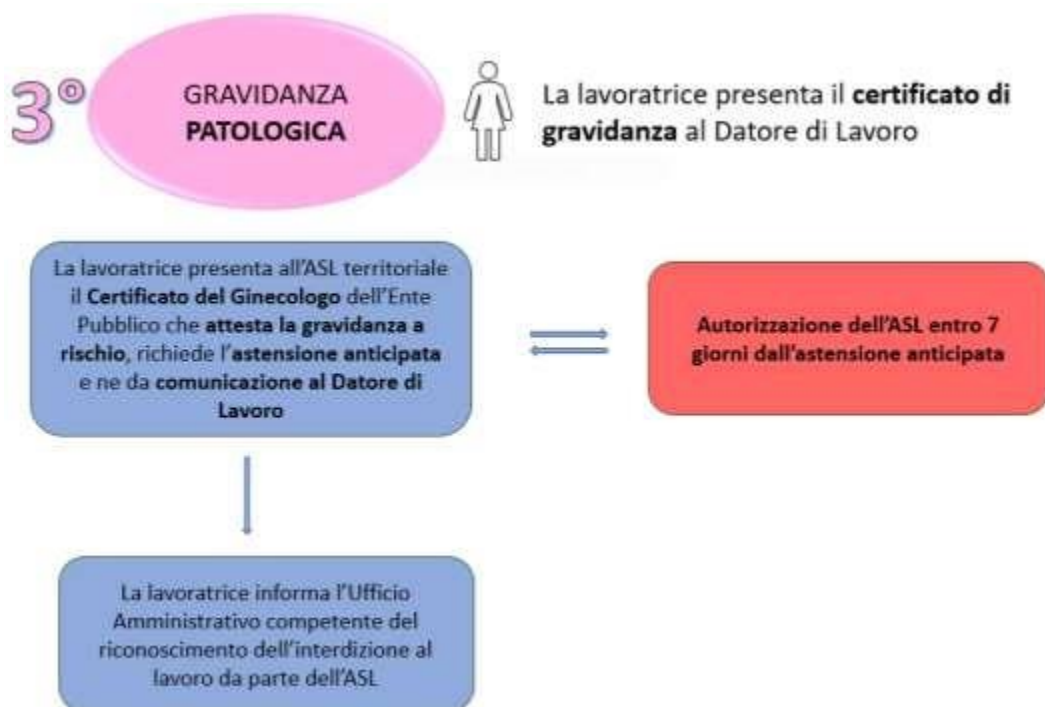 3°
GRAVIDANZA
PATOLOGICA
La lavoratrice presenta il certificato di
gravidanza al Datore di Lavoro
La lavoratrice presenta all'ASL territoriale
il Certificato del Ginecologo dell'Ente
Pubblico che attesta la gravidanza a
rischio, richiede l'astensione anticipata
e ne da comunicazione al Datore di
Lavoro
Autorizzazione dell'ASL entro 7
giorni dall'astensione anticipata
La lavoratrice informa l'Ufficio
Amministrativo competente del
riconoscimento dell'interdizione al
lavoro da parte dell'ASL